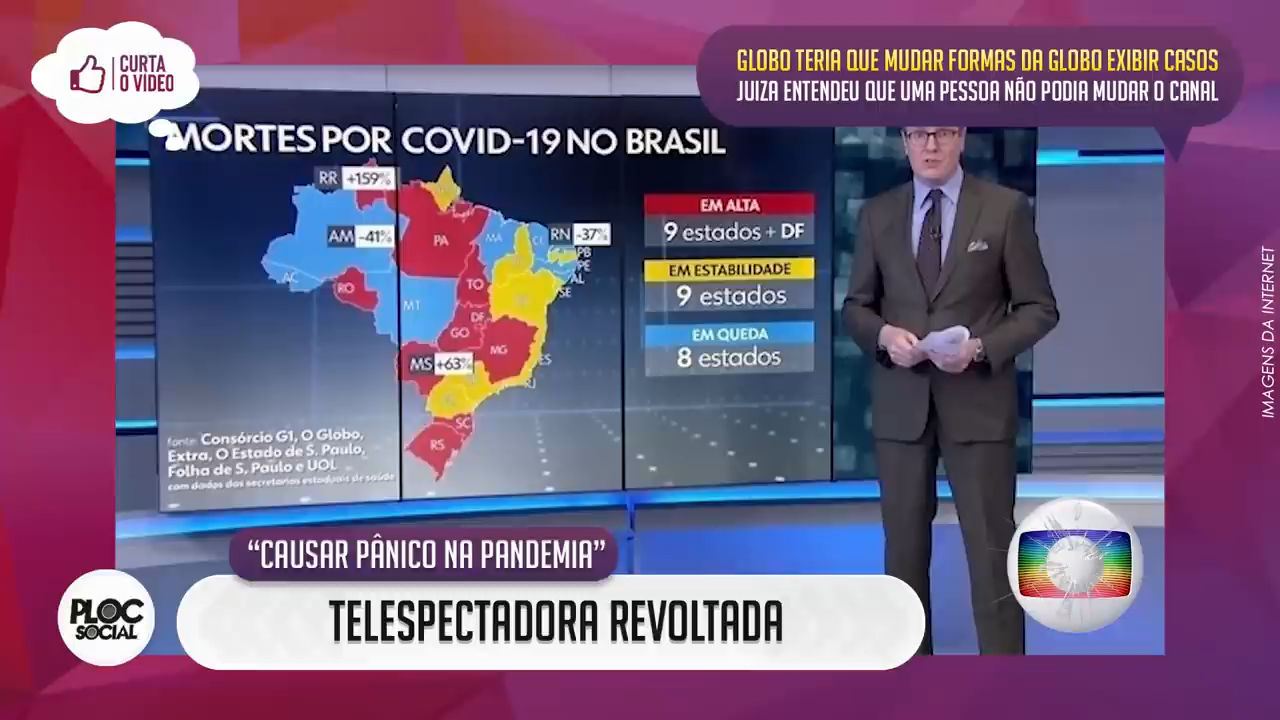 CURTA
O VIDEO
GLOBO TERIA QUE MUDAR FORMAS DA GLOBO EXIBIR CASOS
JUIZA ENTENDEU QUE UMA PESSOA NÃO PODIA MUDAR O CANAL
MORTES POR COVID-19 NO BRASIL
RR +159%
AM -41%
RN -37%
PA
MA
CE
PB
PE
AL
SE
AC
RO
MT
TO
DF
GO
MG
ES
RJ
MS +63%
SC
RS
EM ALTA
9 estados + DF
EM ESTABILIDADE
9 estados
EM QUEDA
8 estados
fonte: Consórcio G1, O Globo,
Extra, O Estado de S. Paulo,
Folha de S. Paulo e UOL
com dados das secretarias estaduais de saúde
IMAGENS DA INTERNET
“CAUSAR PÂNICO NA PANDEMIA”
TELESPECTADORA REVOLTADA
PLOC
SOCIAL